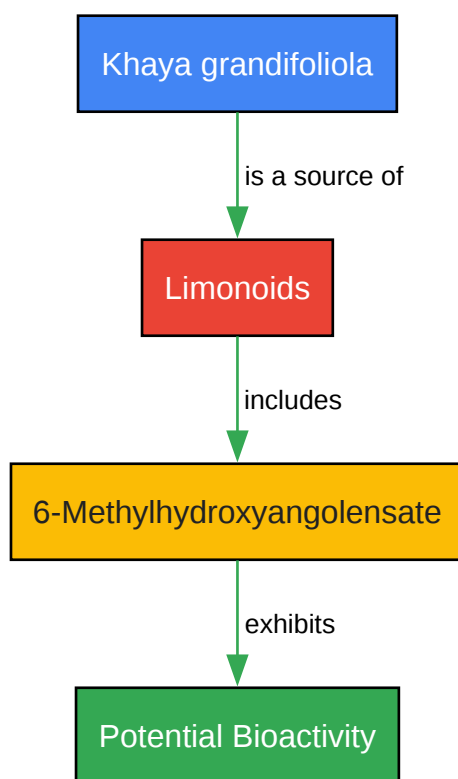 Khaya grandifoliola
is a source of
Limonoids
includes
6-Methylhydroxyangolensate
exhibits
Potential Bioactivity